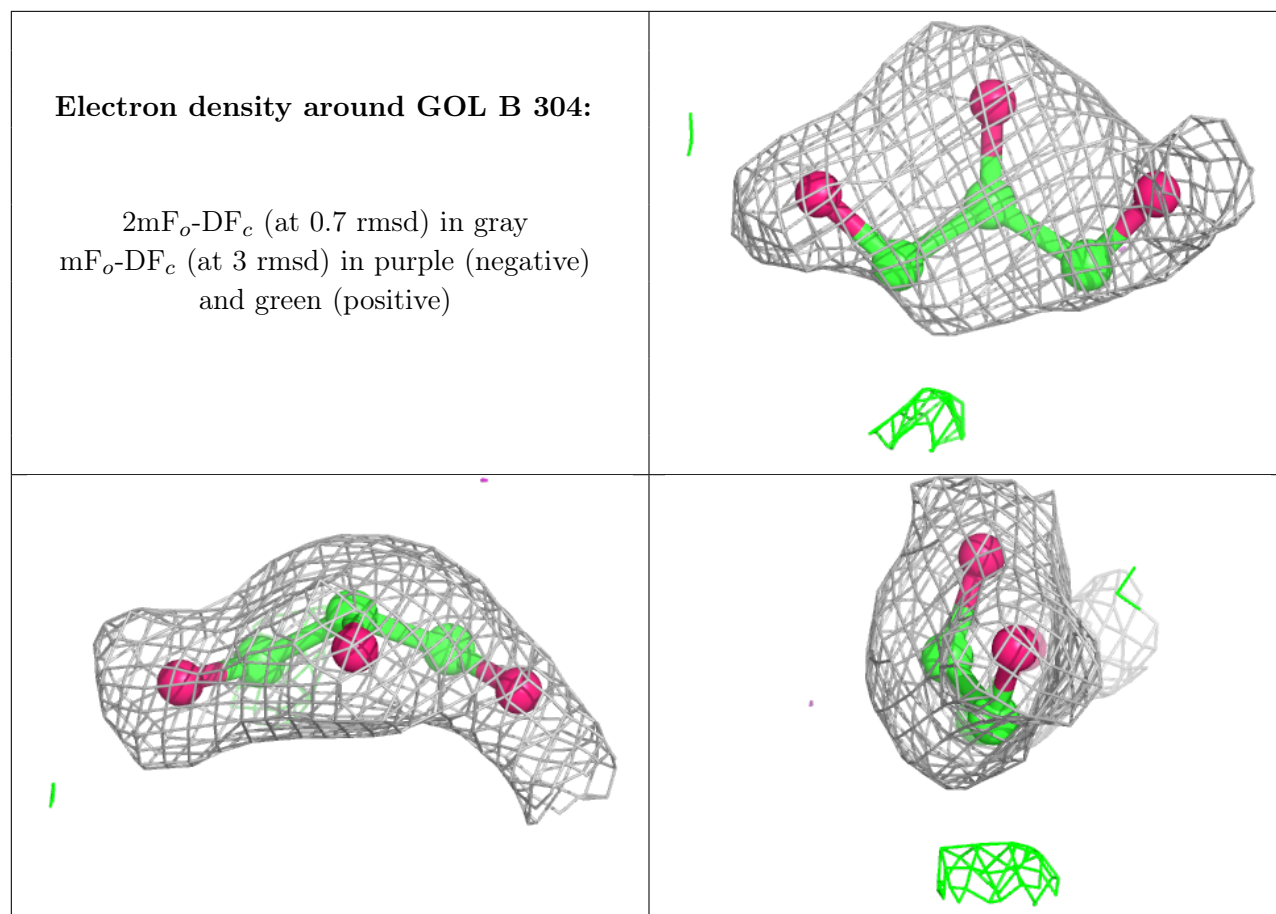 Electron density around GOL B 304:
2mFo-DFc (at 0.7 rmsd) in gray
mFo-DFc (at 3 rmsd) in purple (negative)
and green (positive)